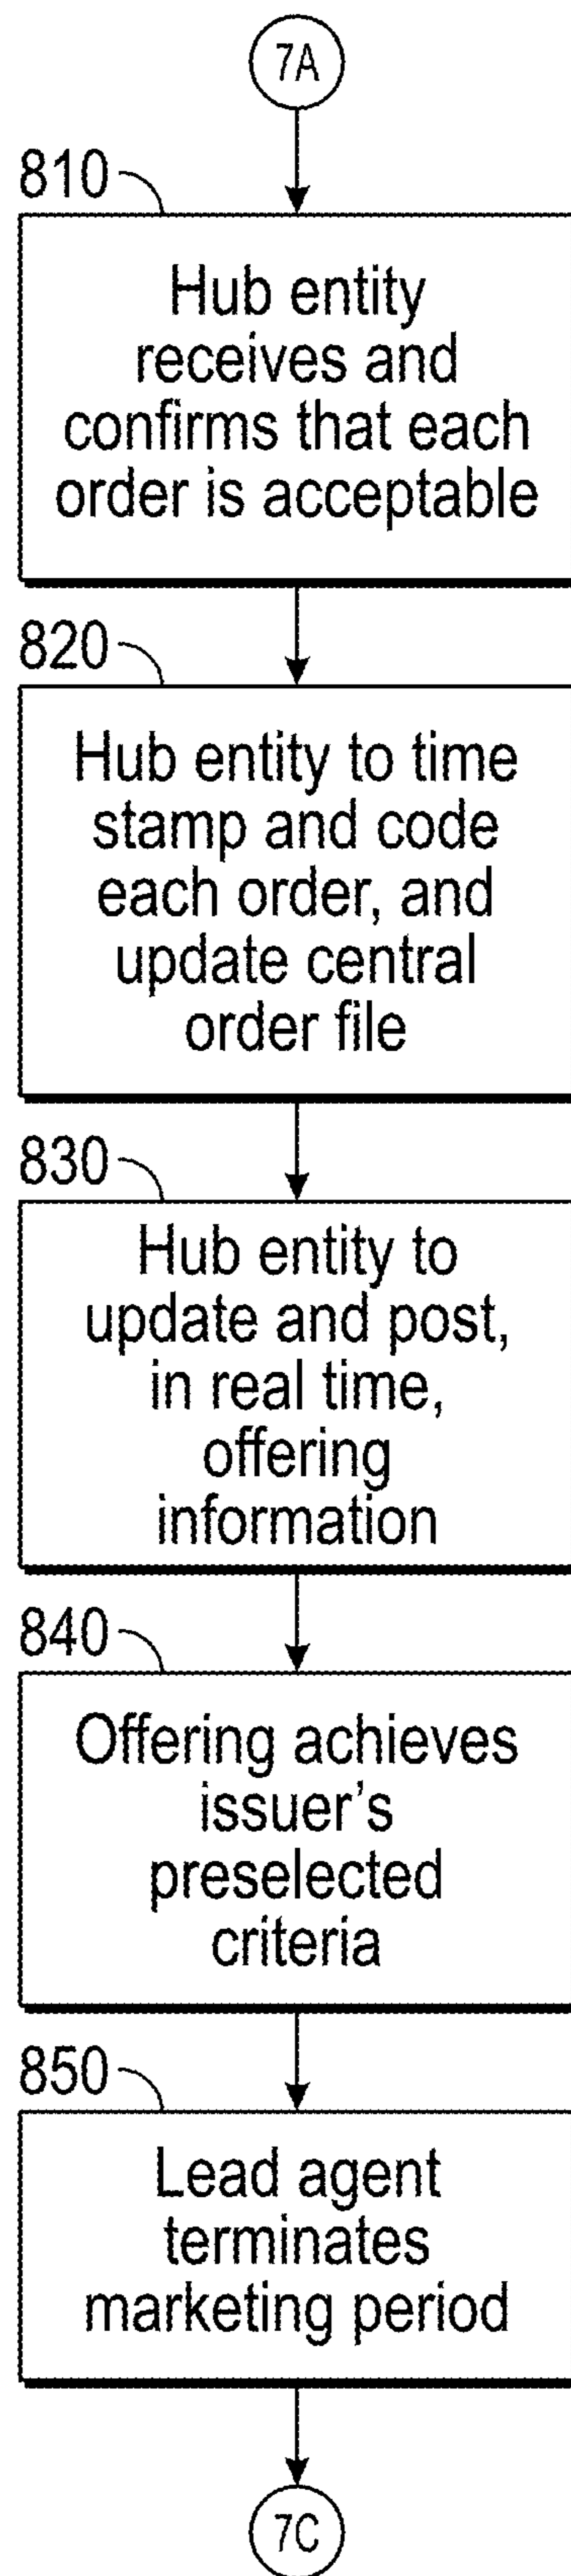 7A
810
Hub entity
receives and
confirms that each
order is acceptable
820
Hub entity to time
stamp and code
each order, and
update central
order file
830
Hub entity to
update and post,
in real time,
offering
information
840
Offering achieves
issuer's
preselected
criteria
850
Lead agent
terminates
marketing period
7C